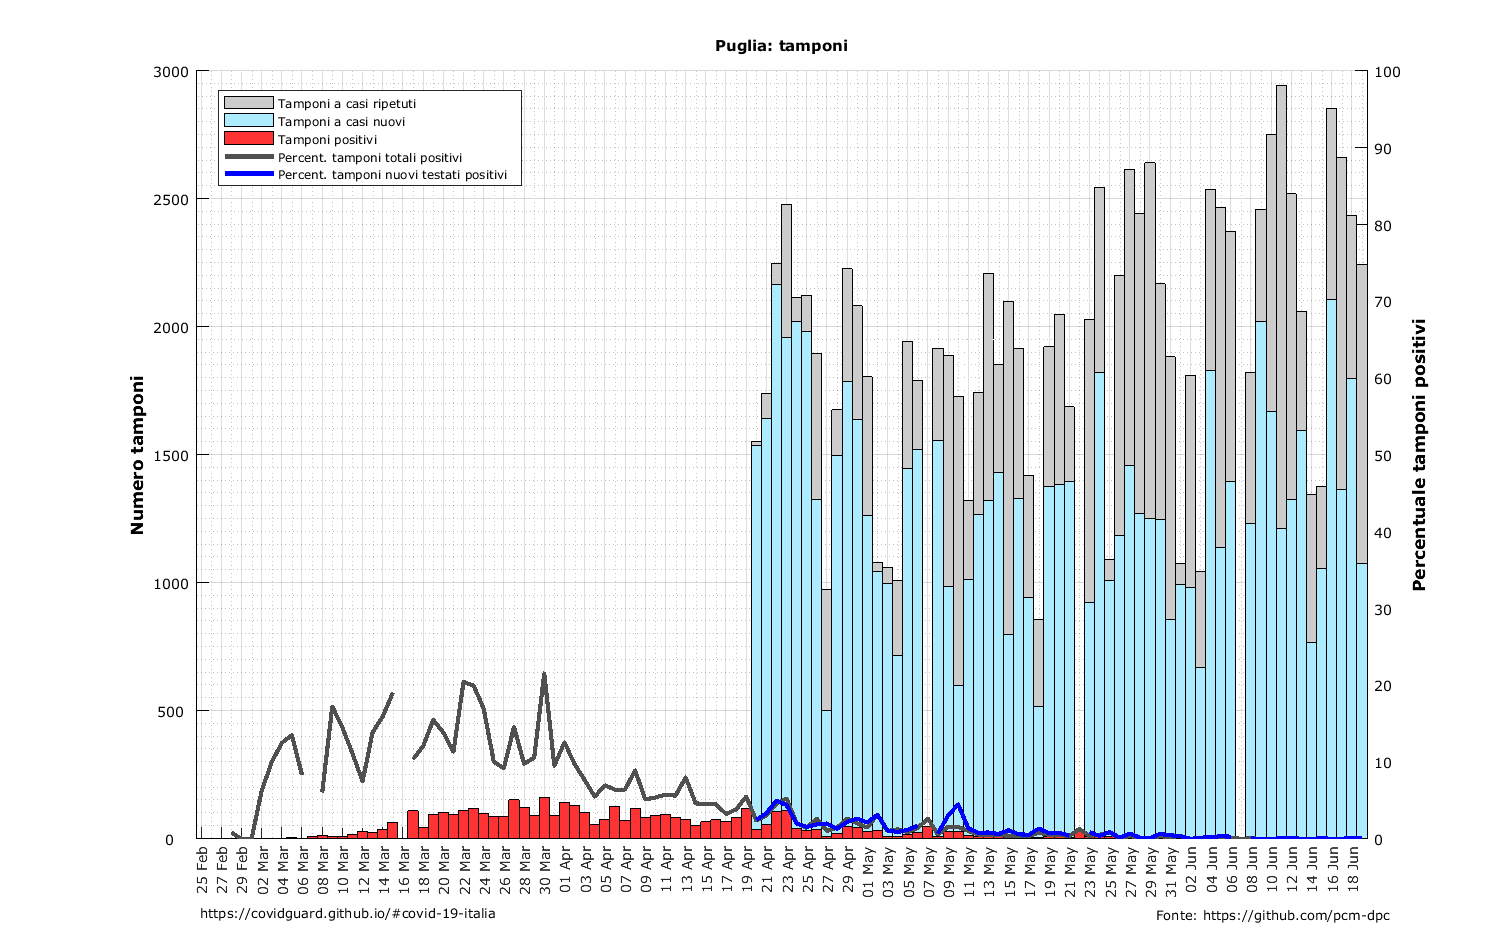 Puglia: tamponi
3000
2500
2000
1500
1000
500
0
Numero tamponi
Tamponi a casi ripetuti
Tamponi a casi nuovi
Tamponi positivi
Percent. tamponi totali positivi
Percent. tamponi nuovi testati positivi
100
90
80
70
60
50
40
30
20
10
0
Percentuale tamponi positivi
25 Feb
27 Feb
29 Feb
02 Mar
04 Mar
06 Mar
08 Mar
10 Mar
12 Mar
14 Mar
16 Mar
18 Mar
20 Mar
22 Mar
24 Mar
26 Mar
28 Mar
30 Mar
01 Apr
03 Apr
05 Apr
07 Apr
09 Apr
11 Apr
13 Apr
15 Apr
17 Apr
19 Apr
21 Apr
23 Apr
25 Apr
27 Apr
29 Apr
01 May
03 May
05 May
07 May
09 May
11 May
13 May
15 May
17 May
19 May
21 May
23 May
25 May
27 May
29 May
31 May
02 Jun
04 Jun
06 Jun
08 Jun
10 Jun
12 Jun
14 Jun
16 Jun
18 Jun
https://covidguard.github.io/#covid-19-italia
Fonte: https://github.com/pcm-dpc